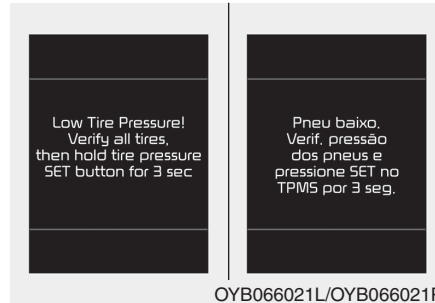 Low Tire Pressure!
Verify all tires,
then hold tire pressure
SET button for 3 sec
Pneu baixo.
Verif. pressão
dos pneus e
pressione SET no
TPMS por 3 seg.
OYB066021L/OYB066021P